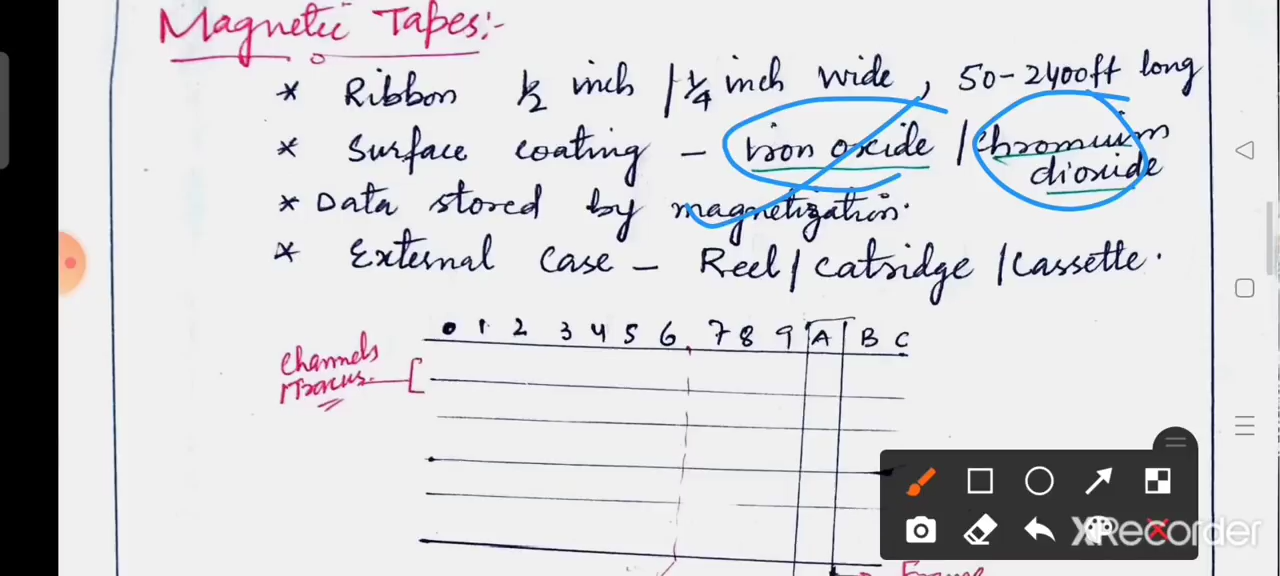 Magnetic Tapes:-
* Ribbon 1/2 inch / 1/4 inch wide, 50-2400ft long
* Surface coating - Iron oxide / Chromium dioxide
* Data stored by magnetization.
* External Case - Reel / Catsidge / Cassette.
0 1 2 3 4 5 6 7 8 9 A B C
Channels
XRecorder